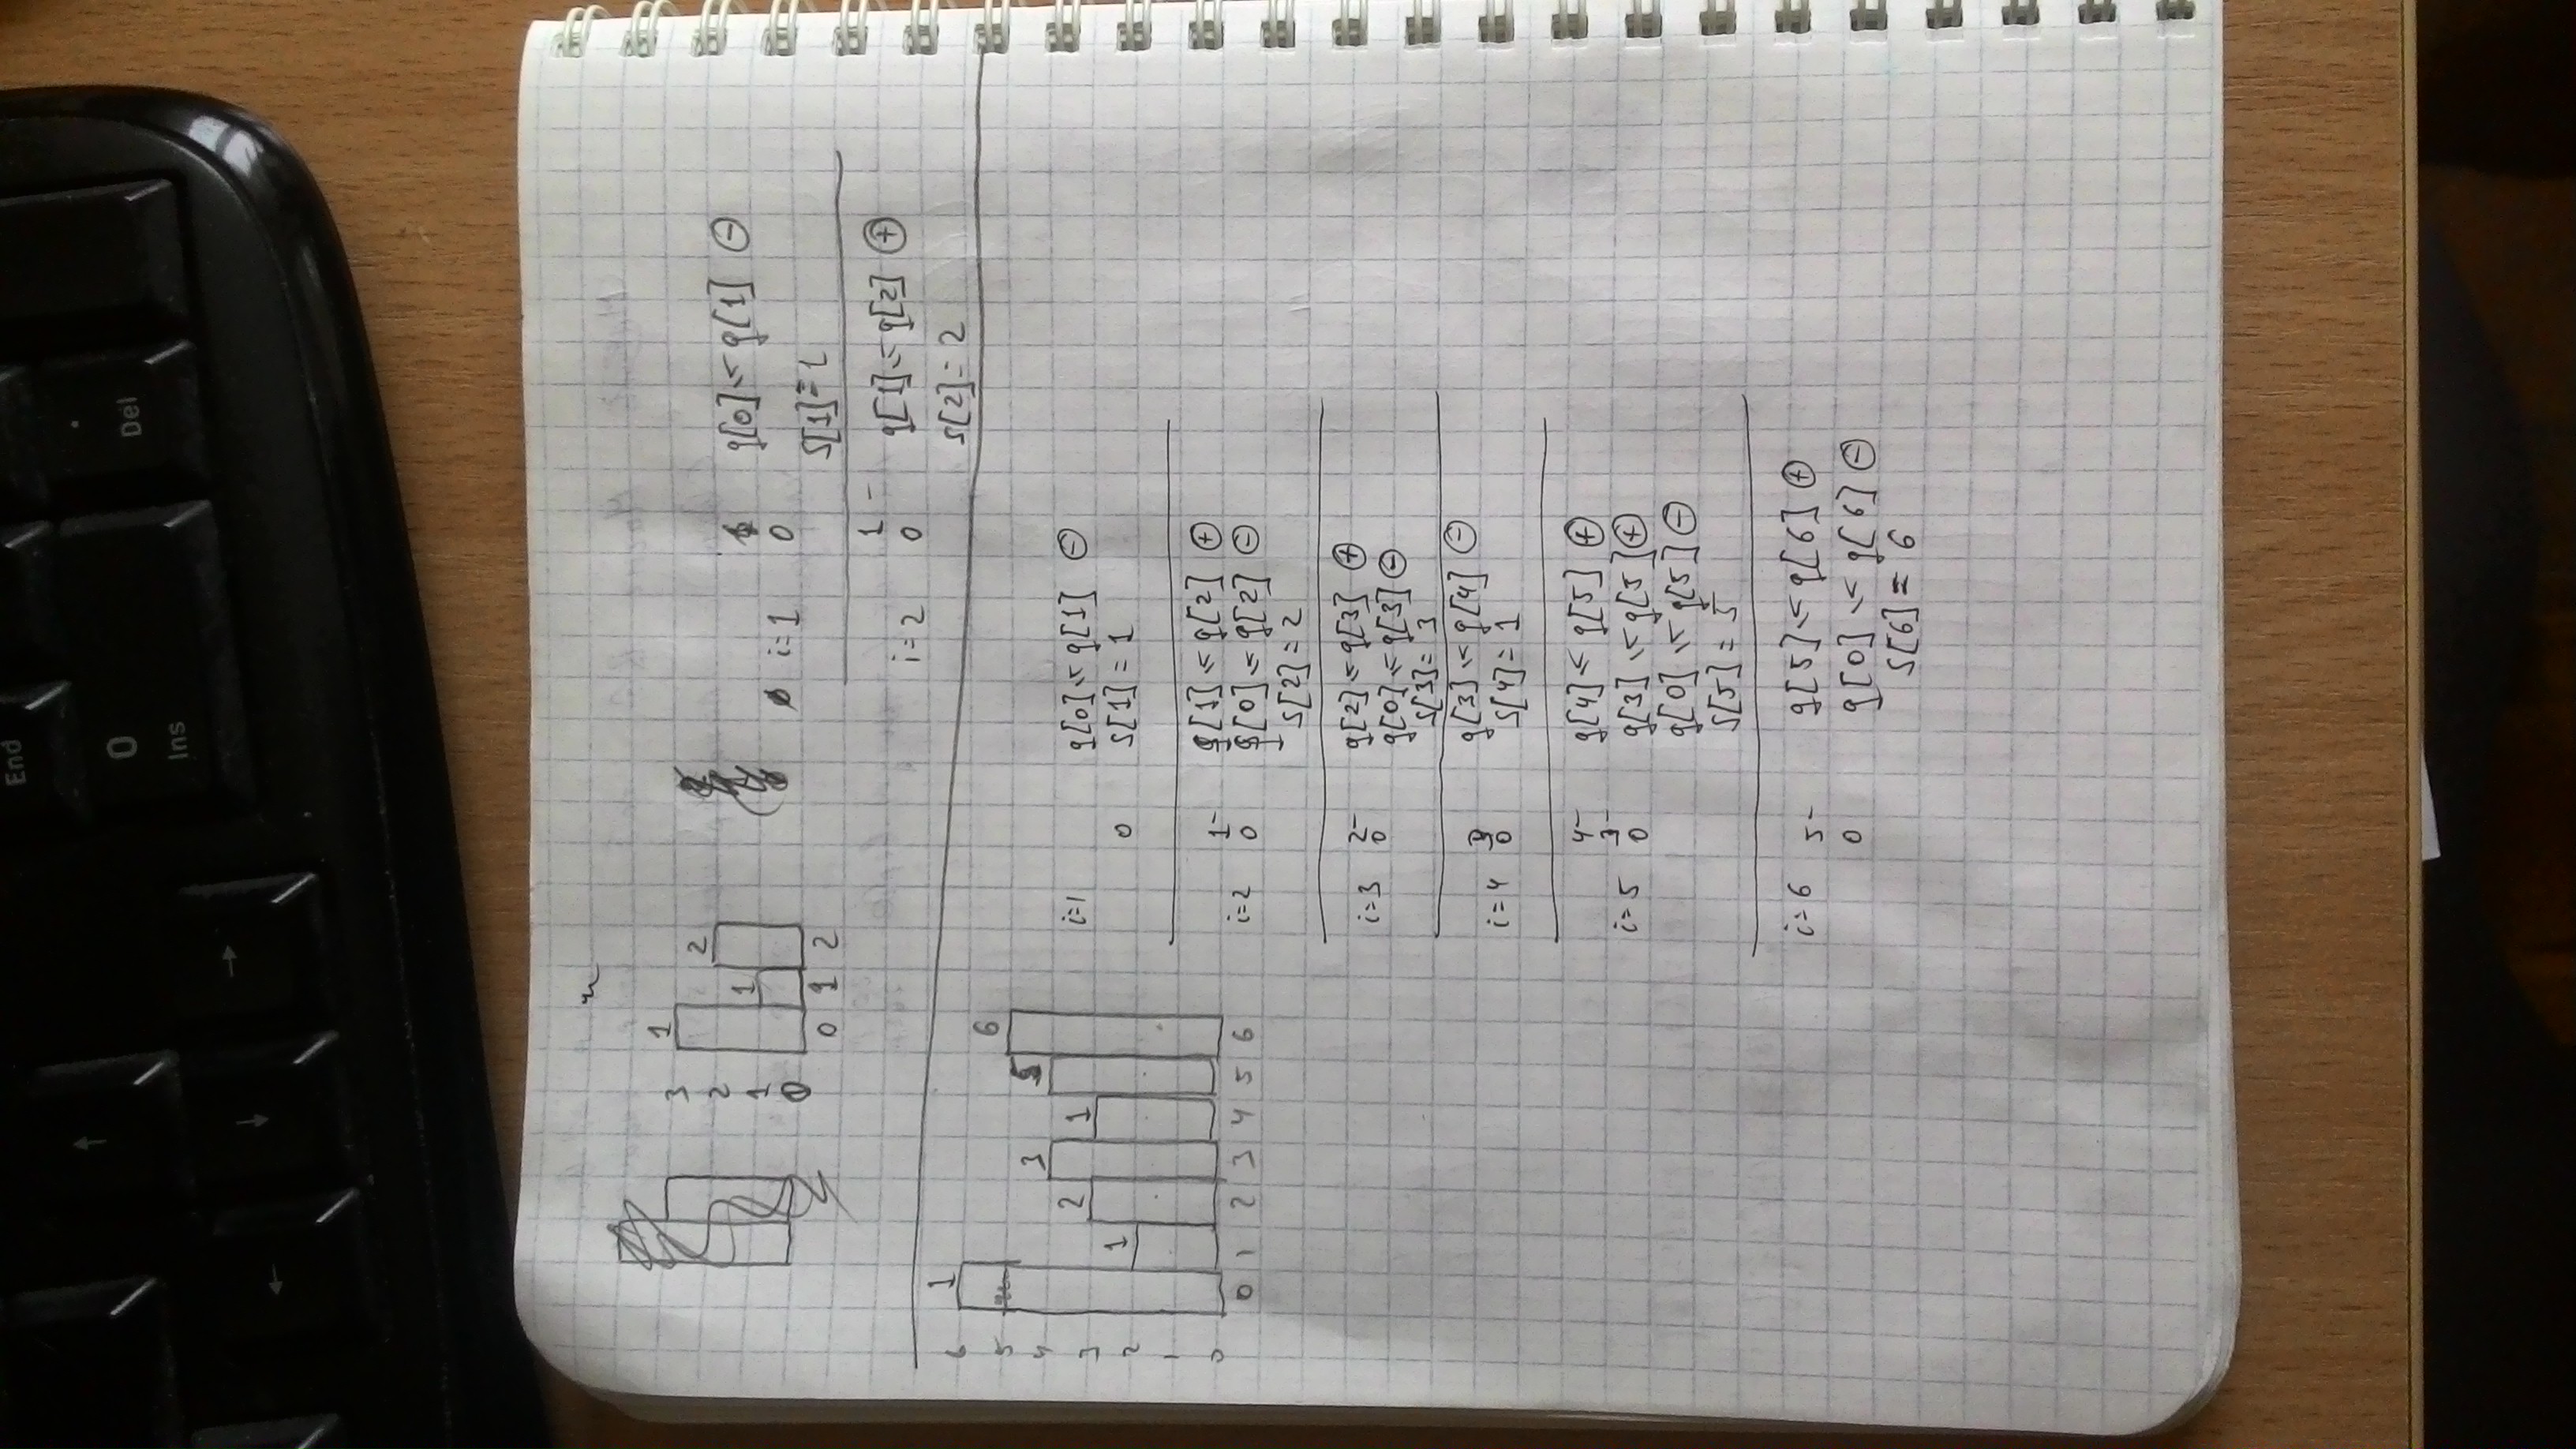 End
0
Ins
.
Del
↑
← ↓ →
3 1
2 2
1 1
0
0 1 2
i=1 0 g[0] ≤ g[1] ⊖
S[1]=1
1 -
i=2 0 g[1] ≤ g[2] ⊕
S[2]=2
6 1
5 6
4 3 5
3 2 1
2 1
1
0
0 1 2 3 4 5 6
i=1 g[0] ≤ g[1] ⊖
0 S[1]=1
1- g[1] ≤ g[2] ⊕
i=2 0 g[0] ≤ g[2] ⊖
S[2]=2
i=3 2- g[2] ≤ g[3] ⊕
0 g[0] ≤ g[3] ⊖
S[3]=3
3 g[3] ≤ g[4] ⊖
i=4 0 S[4]=1
4- g[4] ≤ g[5] ⊕
3-
i=5 0 g[3] ≤ g[5] ⊕
g[0] ≤ g[5] ⊖
S[5]=5
i=6 5- g[5] ≤ g[6] ⊕
0 g[0] ≤ g[6] ⊖
S[6]=6